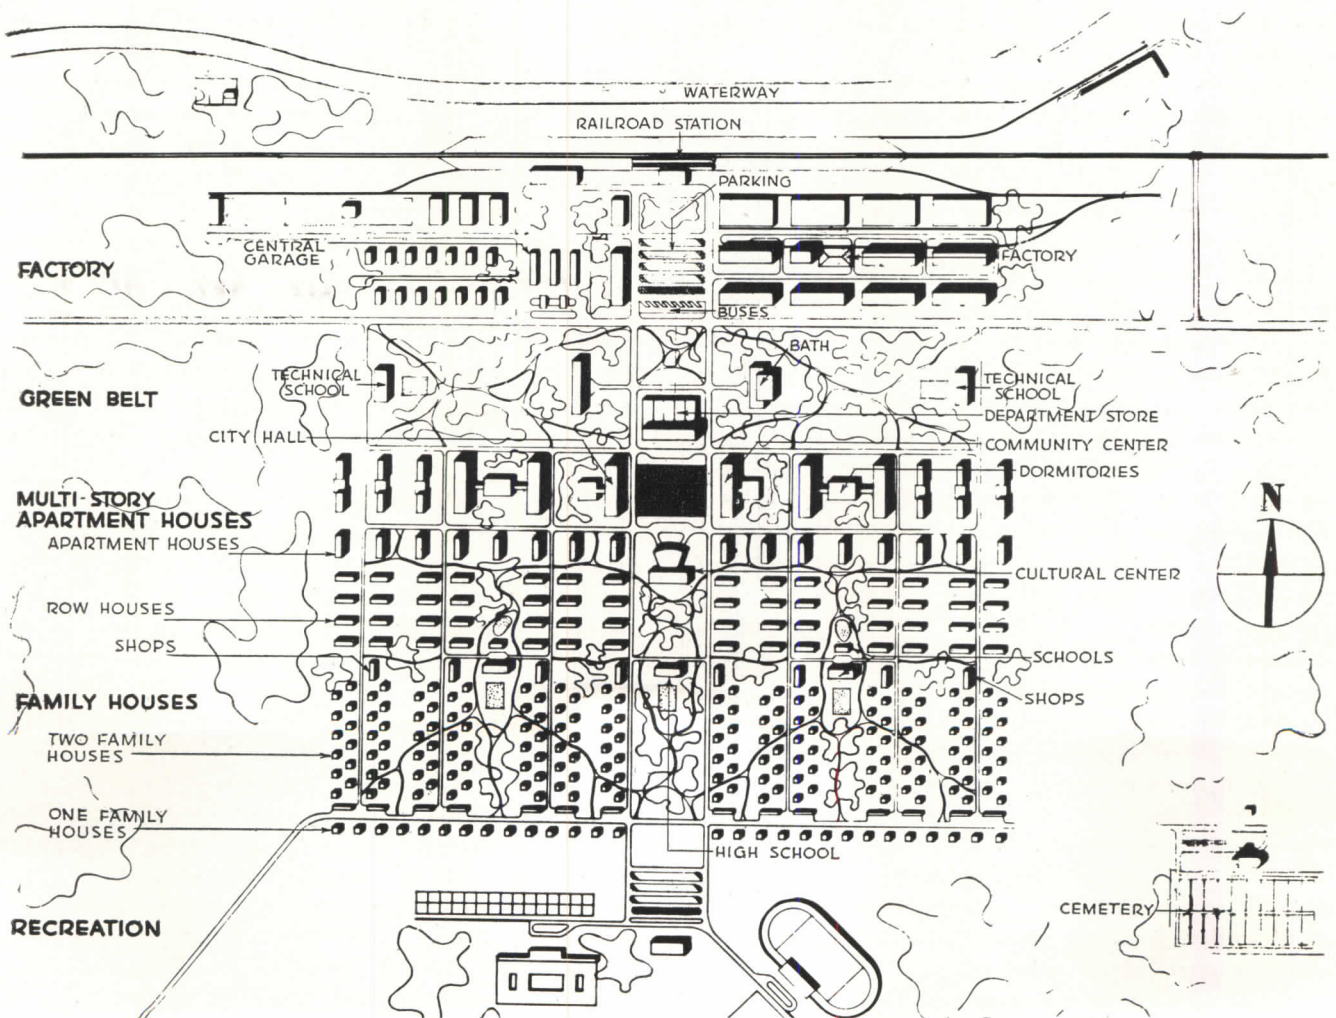 WATERWAY
RAILROAD STATION
PARKING
CENTRAL
GARAGE
FACTORY
FACTORY
BUSES
BATH
TECHNICAL
SCHOOL
TECHNICAL
SCHOOL
GREEN BELT
DEPARTMENT STORE
CITY HALL
COMMUNITY CENTER
DORMITORIES
MULTI-STORY
APARTMENT HOUSES
APARTMENT HOUSES
N
CULTURAL CENTER
ROW HOUSES
SHOPS
SCHOOLS
FAMILY HOUSES
SHOPS
TWO FAMILY
HOUSES
ONE FAMILY
HOUSES
HIGH SCHOOL
CEMETERY
RECREATION